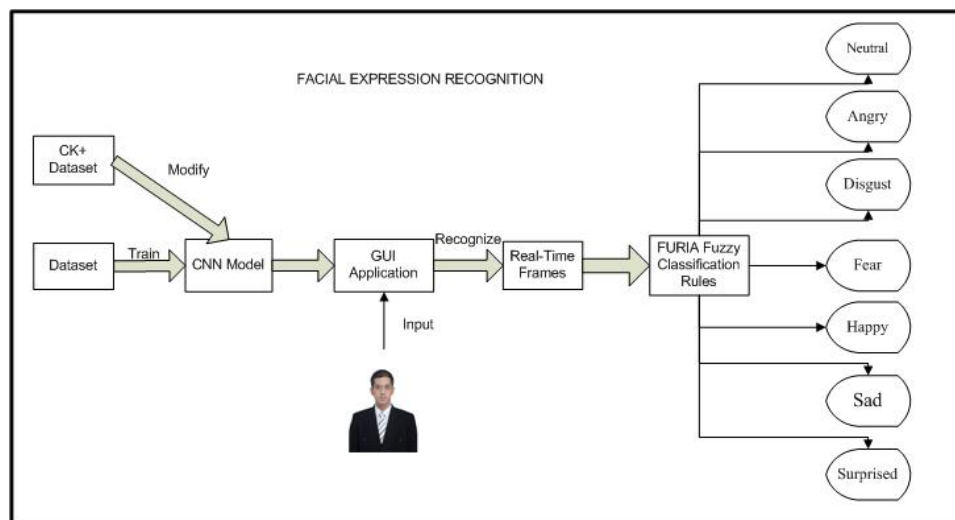 FACIAL EXPRESSION RECOGNITION
CK+
Dataset
Modify
Dataset
Train
CNN Model
GUI
Application
Recognize
Real-Time
Frames
FURIA Fuzzy
Classification
Rules
Input
Neutral
Angry
Disgust
Fear
Happy
Sad
Surprised